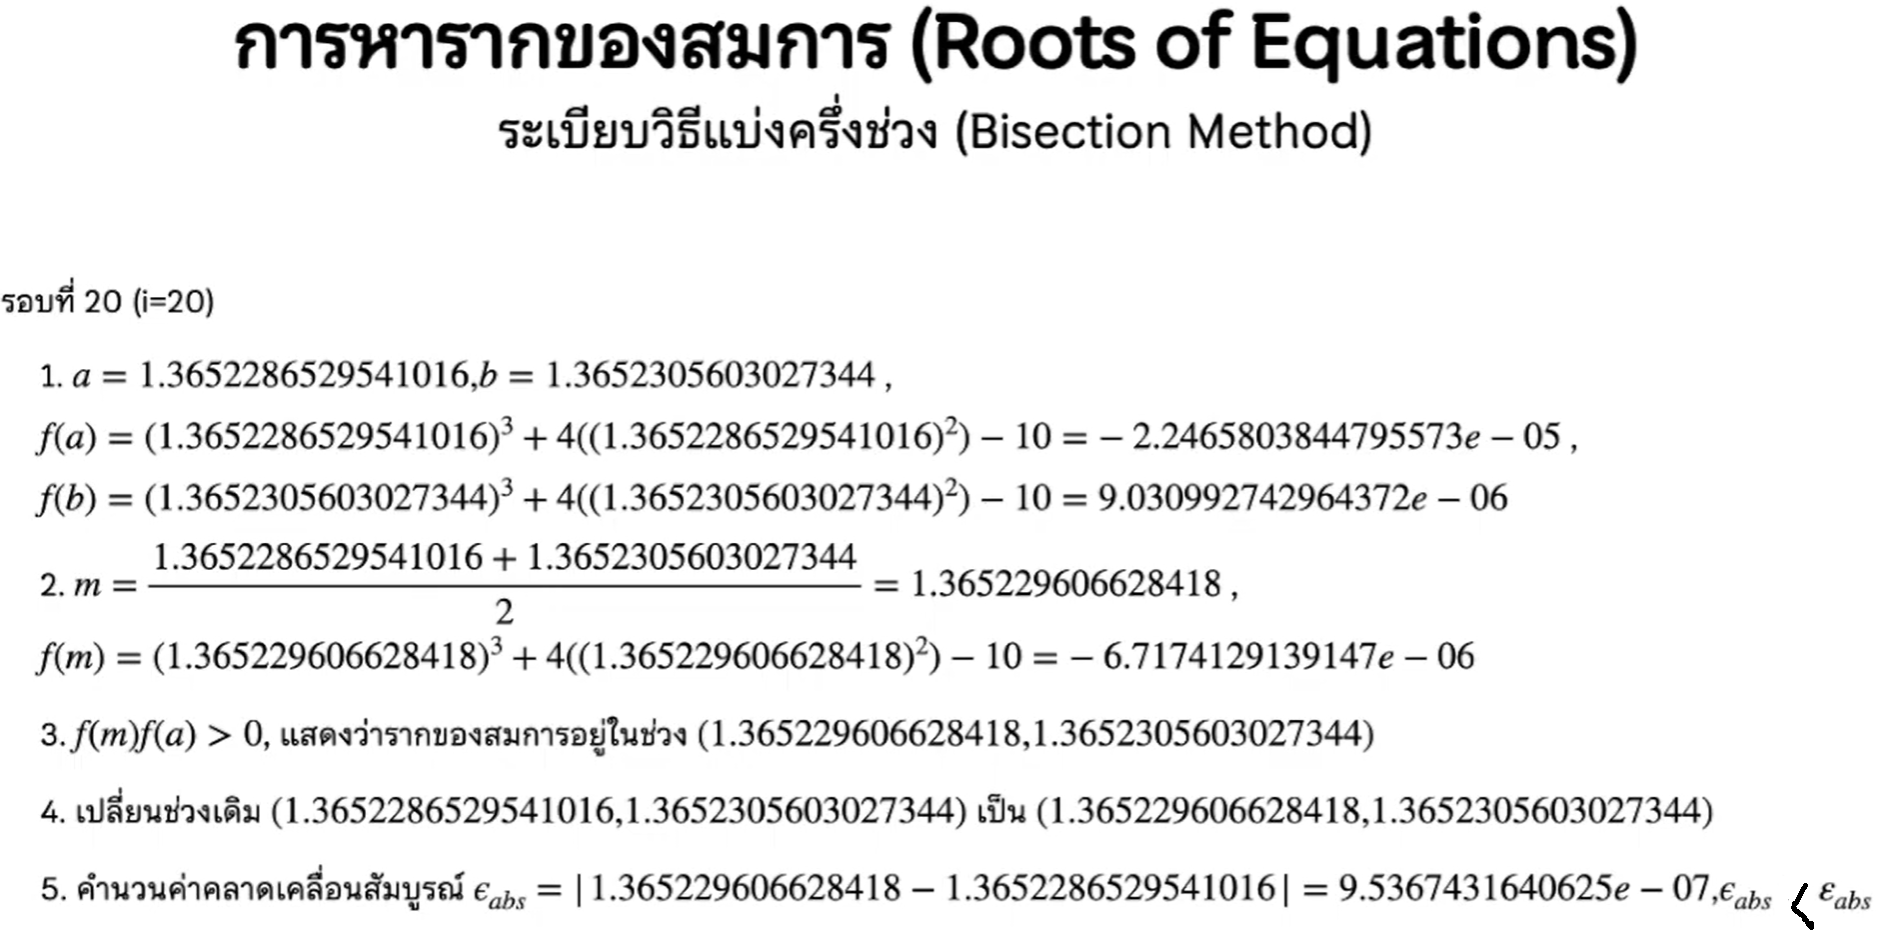 การหารากของสมการ (Roots of Equations)
ระเบียบวิธีแบ่งครึ่งช่วง (Bisection Method)
รอบที่ 20 (i=20)
1. a = 1.3652286529541016,b = 1.3652305603027344 ,
f(a) = (1.3652286529541016)³ + 4((1.3652286529541016)²) − 10 = − 2.2465803844795573e − 05 ,
f(b) = (1.3652305603027344)³ + 4((1.3652305603027344)²) − 10 = 9.030992742964372e − 06
2. m = (1.3652286529541016 + 1.3652305603027344)/2 = 1.365229606628418 ,
f(m) = (1.365229606628418)³ + 4((1.365229606628418)²) − 10 = − 6.7174129139147e − 06
3. f(m)f(a) > 0, แสดงว่ารากของสมการอยู่ในช่วง (1.365229606628418,1.3652305603027344)
4. เปลี่ยนช่วงเดิม (1.3652286529541016,1.3652305603027344) เป็น (1.365229606628418,1.3652305603027344)
5. คำนวนค่าคลาดเคลื่อนสัมบูรณ์ ϵ_abs = | 1.365229606628418 − 1.3652286529541016 | = 9.5367431640625e − 07,ϵ_abs < ε_abs